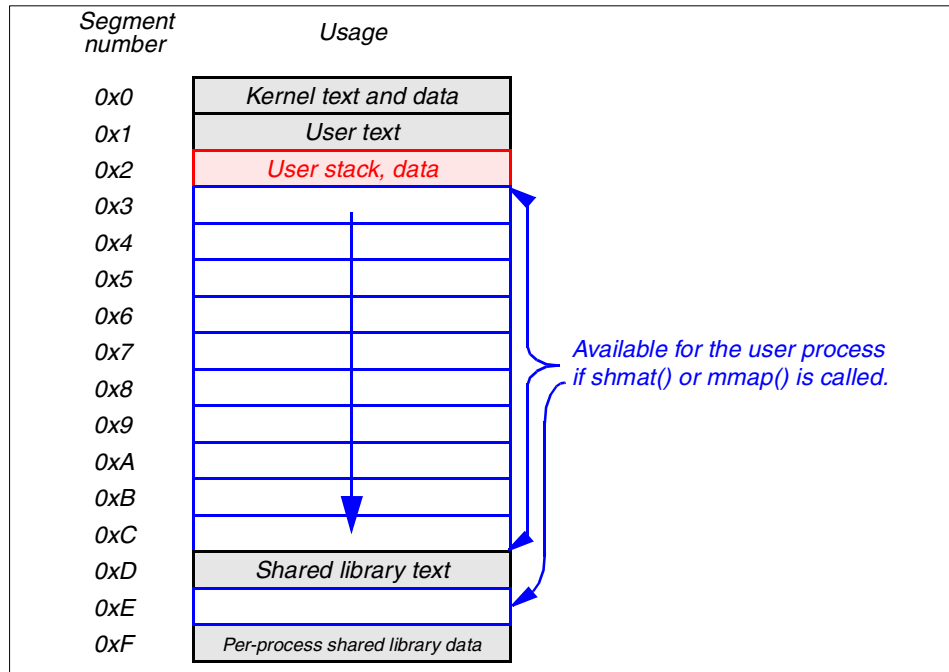 Segment number
Usage
0x0 Kernel text and data
0x1 User text
0x2 User stack, data
0x3
0x4
0x5
0x6
0x7
0x8
0x9
0xA
0xB
0xC
0xD Shared library text
0xE
0xF Per-process shared library data
Available for the user process
if shmat() or mmap() is called.